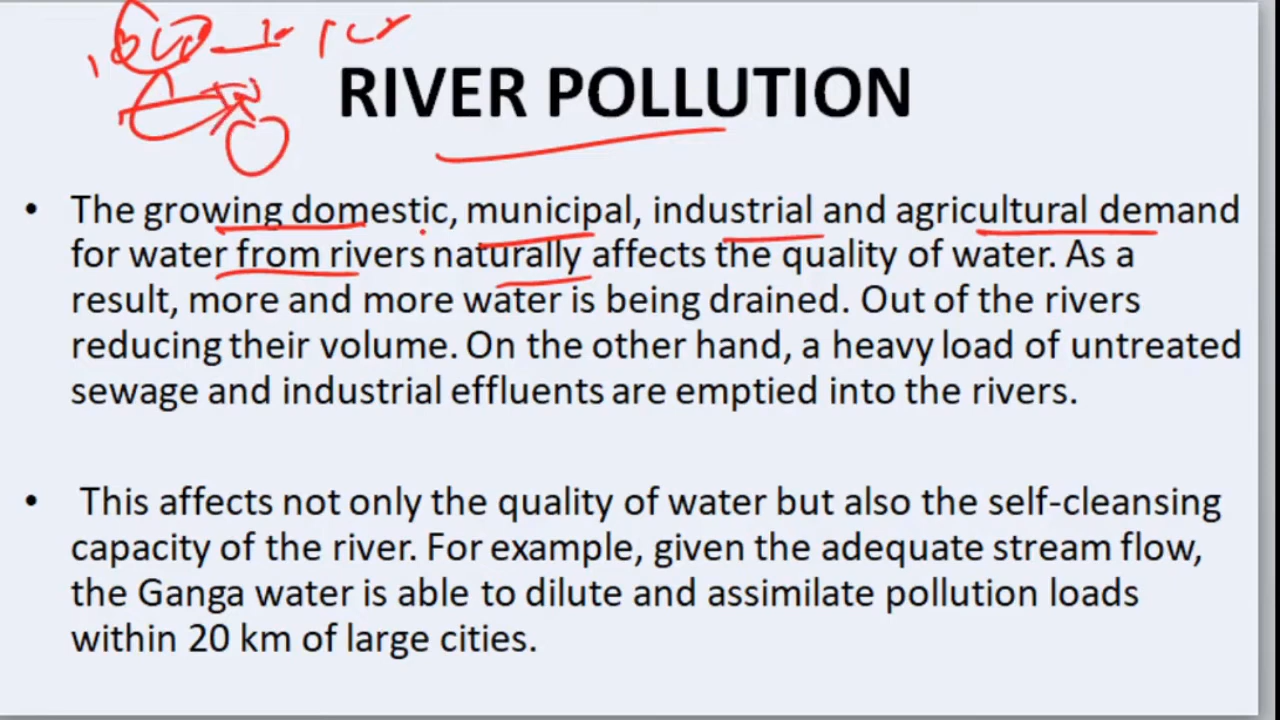 RIVER POLLUTION
• The growing domestic, municipal, industrial and agricultural demand
for water from rivers naturally affects the quality of water. As a
result, more and more water is being drained. Out of the rivers
reducing their volume. On the other hand, a heavy load of untreated
sewage and industrial effluents are emptied into the rivers.
• This affects not only the quality of water but also the self-cleansing
capacity of the river. For example, given the adequate stream flow,
the Ganga water is able to dilute and assimilate pollution loads
within 20 km of large cities.